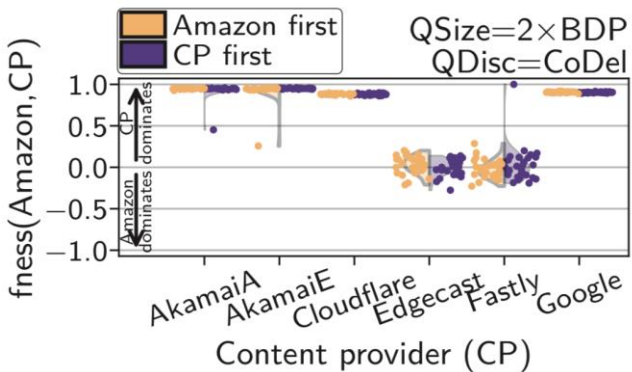 Amazon first
CP first
QSize=2×BDP
QDisc=CoDel
fness(Amazon,CP)
1.0
0.5
0.0
−0.5
−1.0
CP
dominates
Amazon
dominates
AkamaiA
AkamaiE
Cloudflare
Edgecast
Fastly
Google
Content provider (CP)